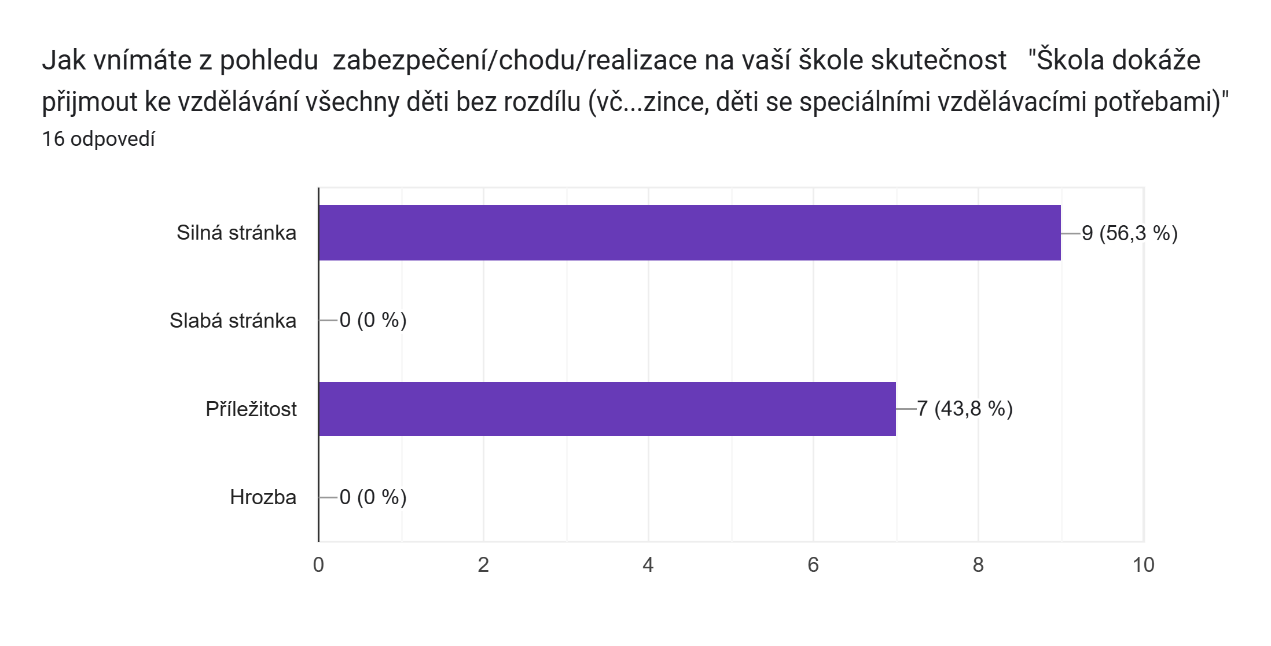 Jak vnímáte z pohledu  zabezpečení/chodu/realizace na vaší škole skutečnost   "Škola dokáže
přijmout ke vzdělávání všechny děti bez rozdílu (vč...zince, děti se speciálními vzdělávacími potřebami)"
16 odpovedí
Silná stránka
9 (56,3 %)
Slabá stránka
0 (0 %)
Příležitost
7 (43,8 %)
Hrozba
0 (0 %)
0 2 4 6 8 10